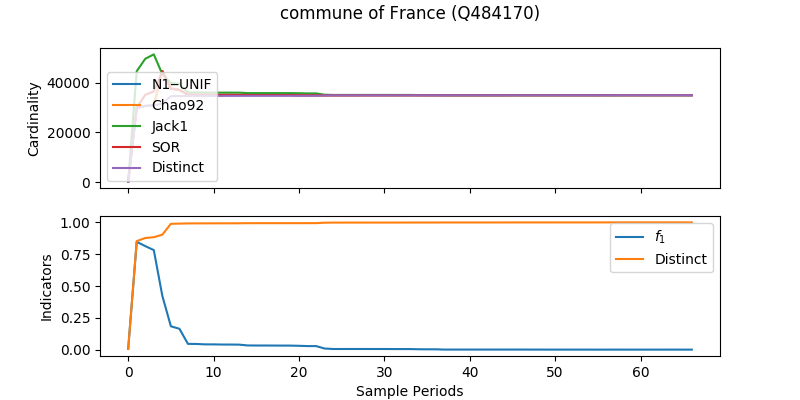 commune of France (Q484170)
Cardinality
40000
20000
0
N1−UNIF
Chao92
Jack1
SOR
Distinct
Indicators
1.00
0.75
0.50
0.25
0.00
f1
Distinct
0 10 20 30 40 50 60
Sample Periods